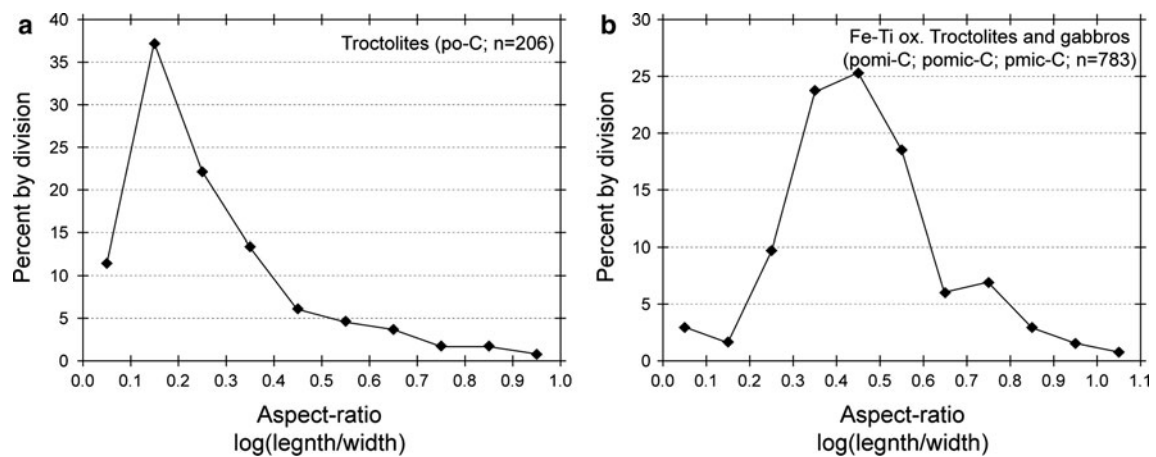 a
Troctolites (po-C; n=206)
Percent by division
40
35
30
25
20
15
10
5
0
0.0 0.1 0.2 0.3 0.4 0.5 0.6 0.7 0.8 0.9 1.0
Aspect-ratio
log(legnth/width)
b
Fe-Ti ox. Troctolites and gabbros
(pomi-C; pomic-C; pmic-C; n=783)
Percent by division
30
25
20
15
10
5
0
0.0 0.1 0.2 0.3 0.4 0.5 0.6 0.7 0.8 0.9 1.0 1.1
Aspect-ratio
log(legnth/width)